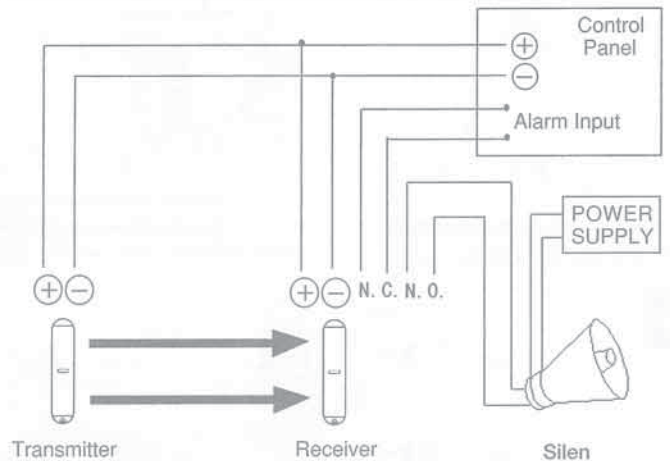 Control
Panel
⊕
⊖
Alarm Input
POWER
SUPPLY
⊕ ⊖
⊕ ⊖ N. C. N. O.
Transmitter
Receiver
Silen